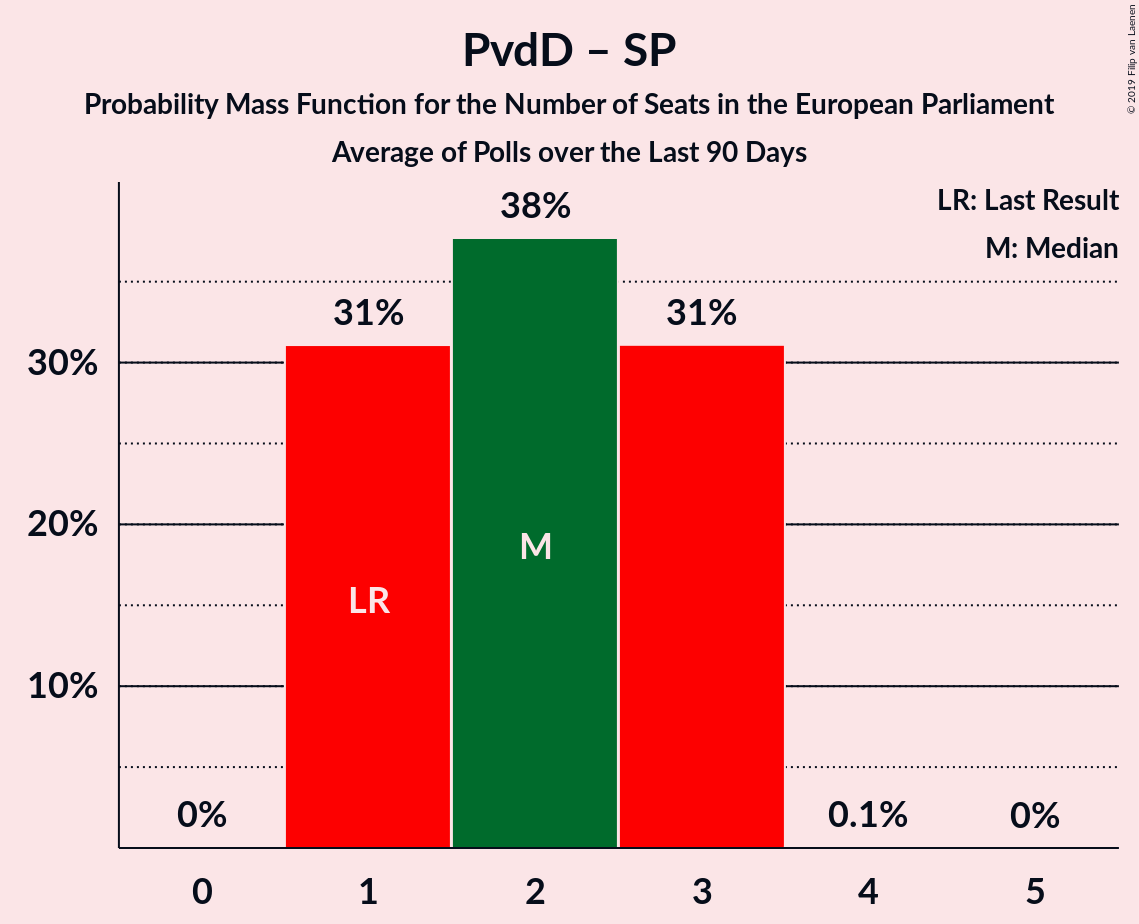 PvdD – SP
Probability Mass Function for the Number of Seats in the European Parliament
Average of Polls over the Last 90 Days
© 2019 Filip van Laenen
LR: Last Result
M: Median
38%
31%
31%
30%
20%
10%
M
LR
0%
0.1%
0%
0
1
2
3
4
5